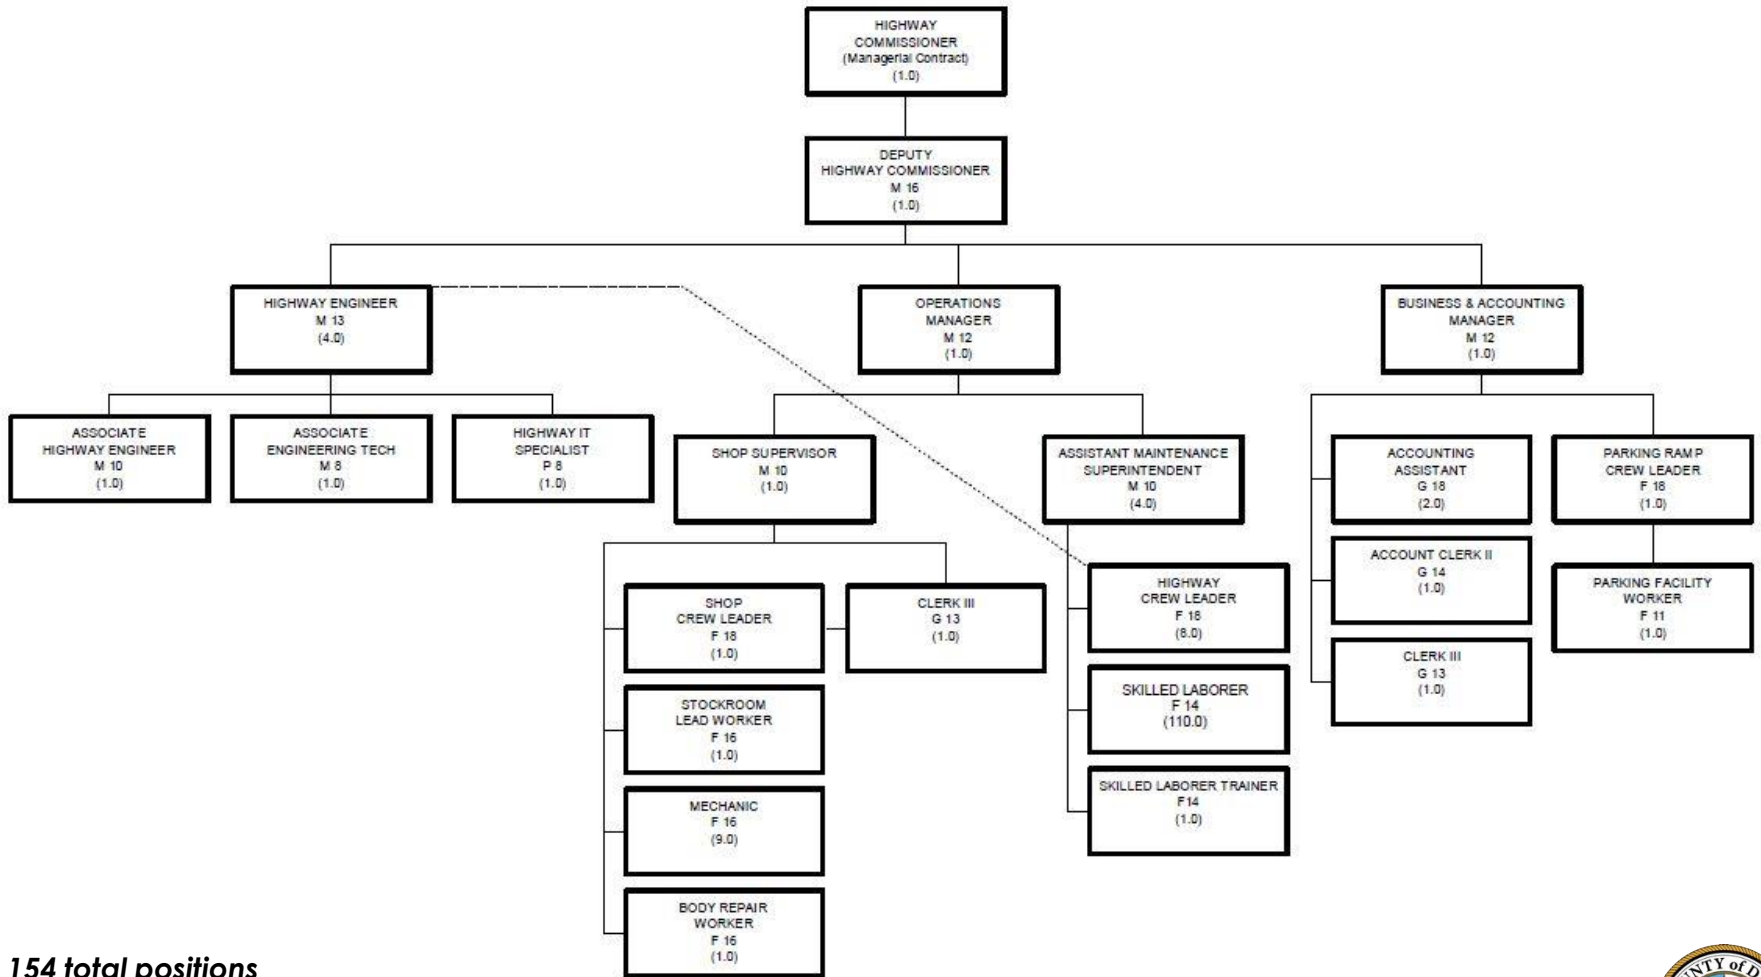 HIGHWAY
COMMISSIONER
(Managerial Contract)
(1.0)
DEPUTY
HIGHWAY COMMISSIONER
M 16
(1.0)
HIGHWAY ENGINEER
M 13
(4.0)
OPERATIONS
MANAGER
M 12
(1.0)
BUSINESS & ACCOUNTING
MANAGER
M 12
(1.0)
ASSOCIATE
HIGHWAY ENGINEER
M 10
(1.0)
ASSOCIATE
ENGINEERING TECH
M 8
(1.0)
HIGHWAY IT
SPECIALIST
P 8
(1.0)
SHOP SUPERVISOR
M 10
(1.0)
ASSISTANT MAINTENANCE
SUPERINTENDENT
M 10
(4.0)
ACCOUNTING
ASSISTANT
G 18
(2.0)
PARKING RAMP
CREW LEADER
F 18
(1.0)
SHOP
CREW LEADER
F 18
(1.0)
CLERK III
G 13
(1.0)
HIGHWAY
CREW LEADER
F 18
(8.0)
ACCOUNT CLERK II
G 14
(1.0)
PARKING FACILITY
WORKER
F 11
(1.0)
STOCKROOM
LEAD WORKER
F 16
(1.0)
SKILLED LABORER
F 14
(110.0)
CLERK III
G 13
(1.0)
MECHANIC
F 16
(9.0)
SKILLED LABORER TRAINER
F14
(1.0)
BODY REPAIR
WORKER
F 16
(1.0)
154 total positions